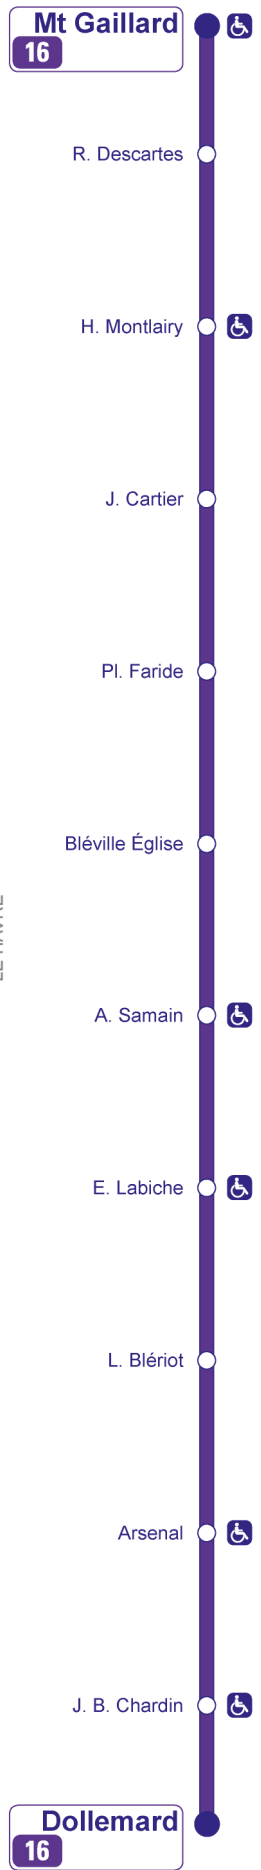 Mt Gaillard
16
R. Descartes
H. Montlairy
J. Cartier
Pl. Faride
Bléville Église
A. Samain
E. Labiche
L. Blériot
Arsenal
J. B. Chardin
Dollemard
16